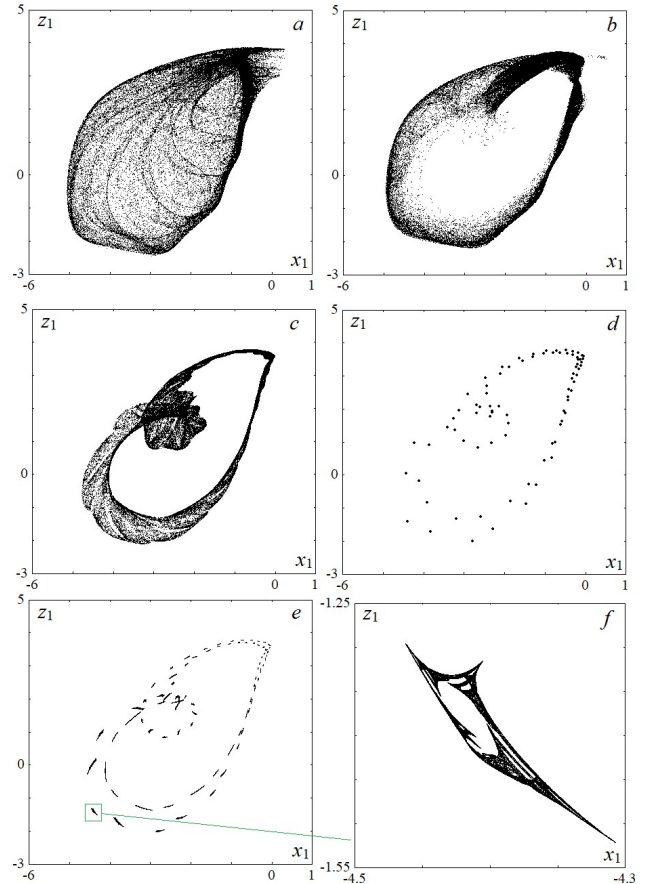 5 z₁ a
0
-3
-6 0 x₁ 1
5 z₁ b
0
-3
-6 0 x₁ 1
5 z₁ c
0
-3
-6 0 x₁ 1
5 z₁ d
0
-3
-6 0 x₁ 1
5 z₁ e
0
-3
-6 0 x₁ 1
-1.25 z₁ f
-1.55
-4.5 x₁ -4.3